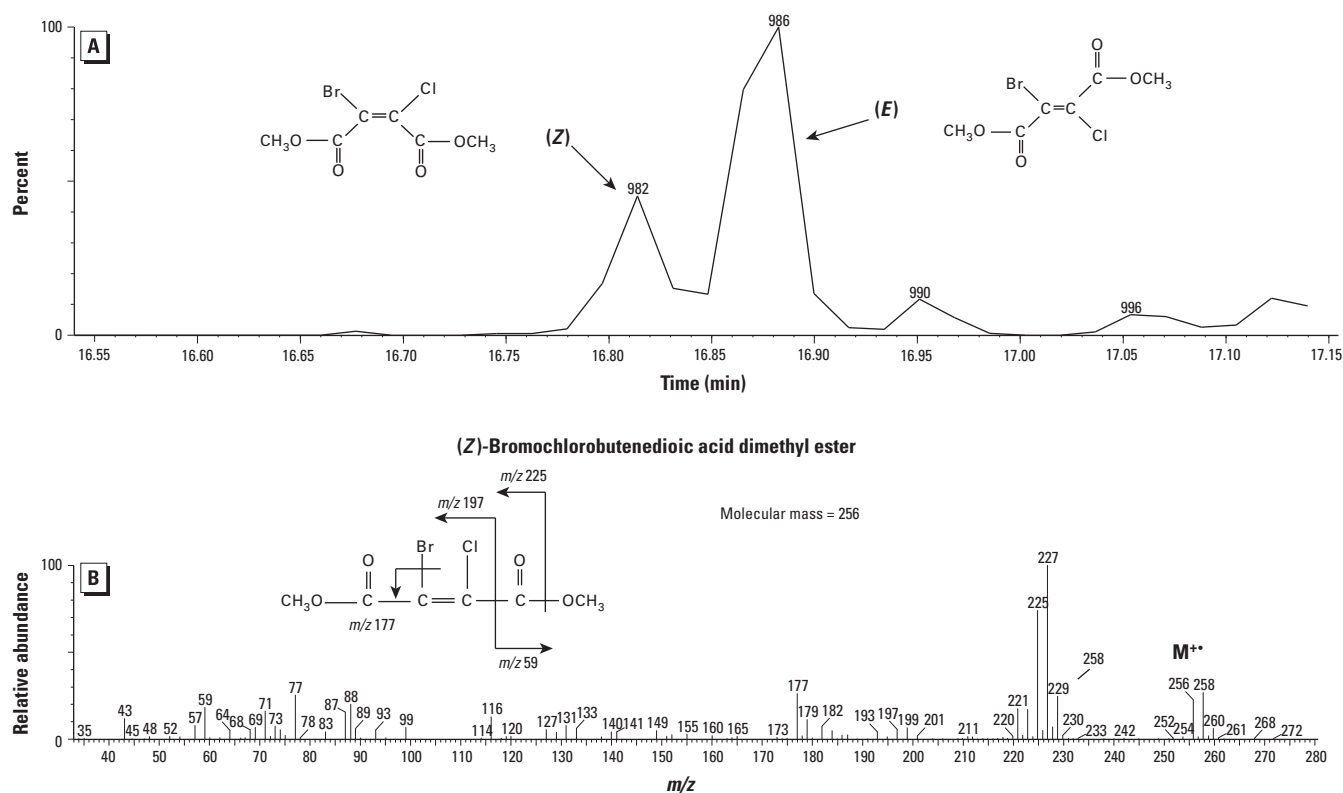 A
100
Percent
0
Br
Cl
C=C
CH3O—C
C—OCH3
O
O
(Z)
982
986
(E)
O
C—OCH3
Br
C=C
CH3O—C
Cl
O
990
996
16.55 16.60 16.65 16.70 16.75 16.80 16.85 16.90 16.95 17.00 17.05 17.10 17.15
Time (min)
(Z)-Bromochlorobutenedioic acid dimethyl ester
m/z 225
m/z 197
Molecular mass = 256
B
100
Relative abundance
0
O Br Cl O
CH3O—C—C=C—C—OCH3
m/z 177
m/z 59
M+•
35 43 45 48 52 57 59 64 68 69 71 73 77 78 83 87 88 89 93 99 114 116 120 127 131 133 140 141 149 155 160 165 173 177 179 182 193 197 199 201 211 220 221 225 227 229 230 233 242 252 254 256 258 258 260 261 268 272
40 50 60 70 80 90 100 110 120 130 140 150 160 170 180 190 200 210 220 230 240 250 260 270 280
m/z